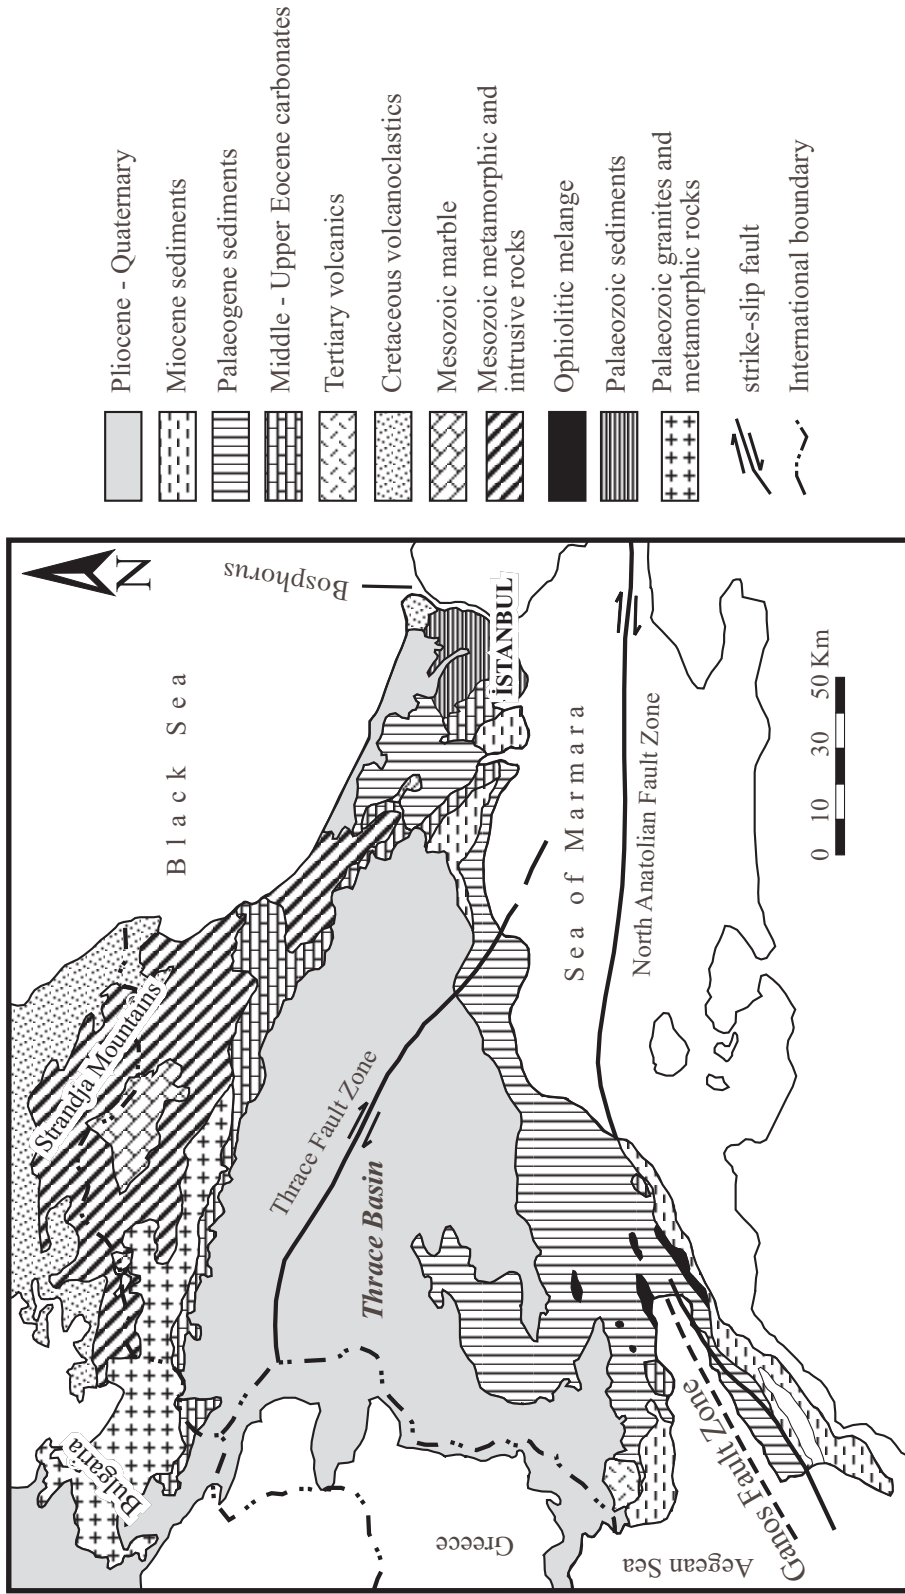 N
Bosphorus
Black Sea
Strandja Mountains
İSTANBUL
Bulgaria
Thrace Fault Zone
Thrace Basin
Sea of Marmara
North Anatolian Fault Zone
Greece
Aegean Sea
Ganos Fault Zone
0 10 30 50 Km
Pliocene - Quaternary
Miocene sediments
Palaeogene sediments
Middle - Upper Eocene carbonates
Tertiary volcanics
Cretaceous volcanoclastics
Mesozoic marble
Mesozoic metamorphic and
intrusive rocks
Ophiolitic melange
Palaeozoic sediments
Palaeozoic granites and
metamorphic rocks
strike-slip fault
International boundary